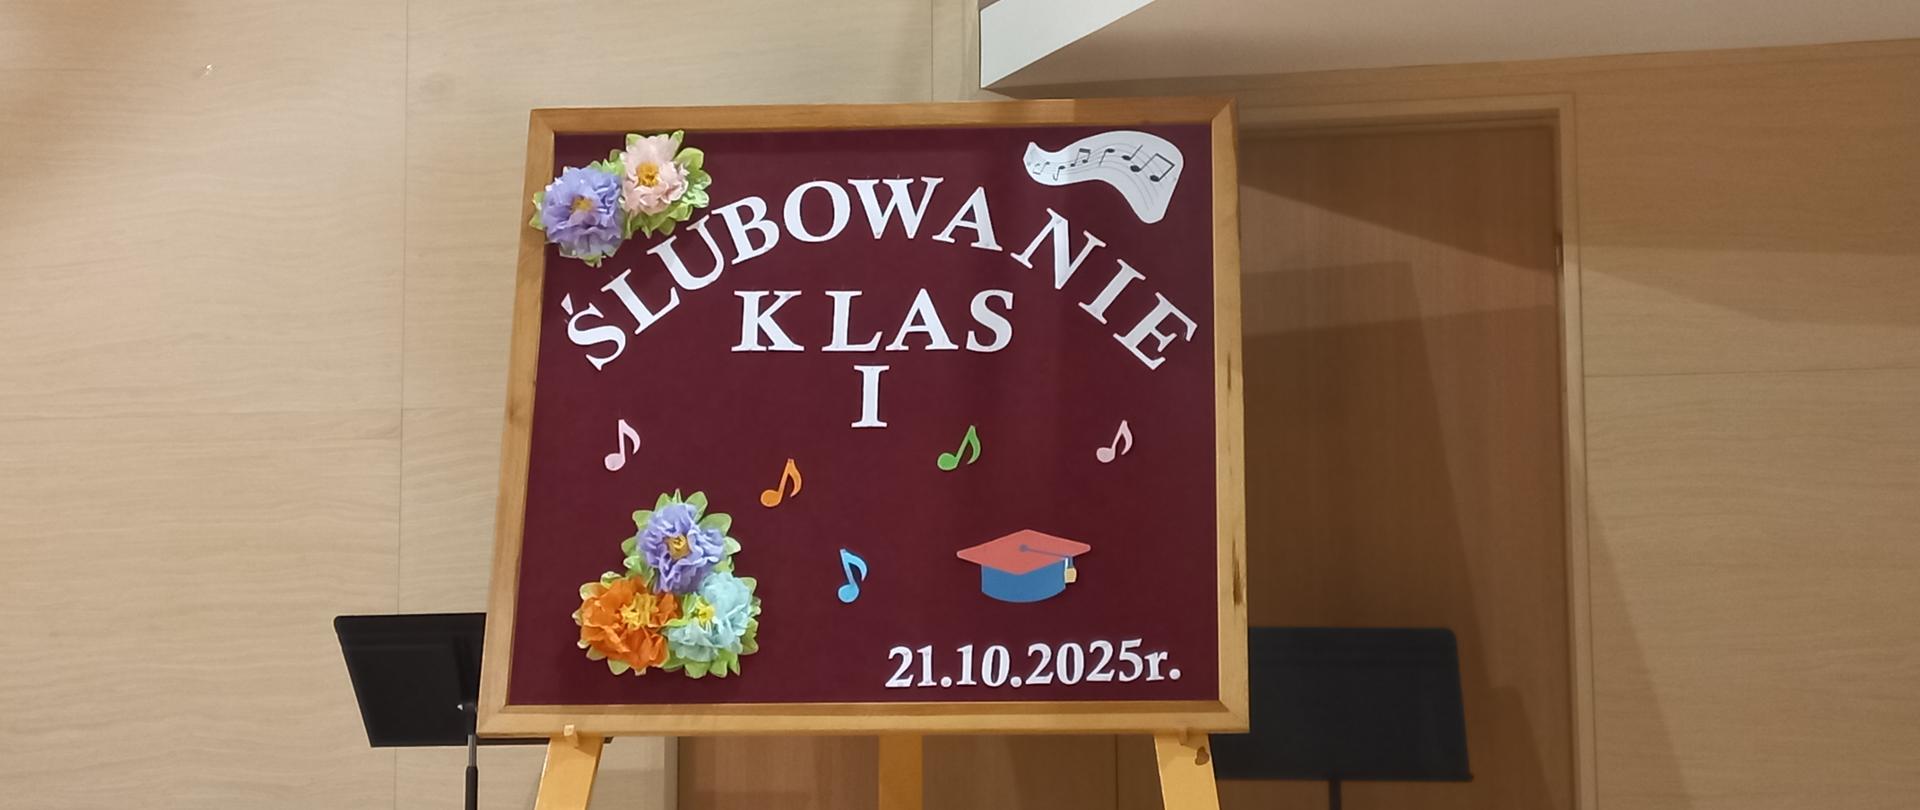 ŚLUBOWANIE
KLAS
I
21.10.2025r.